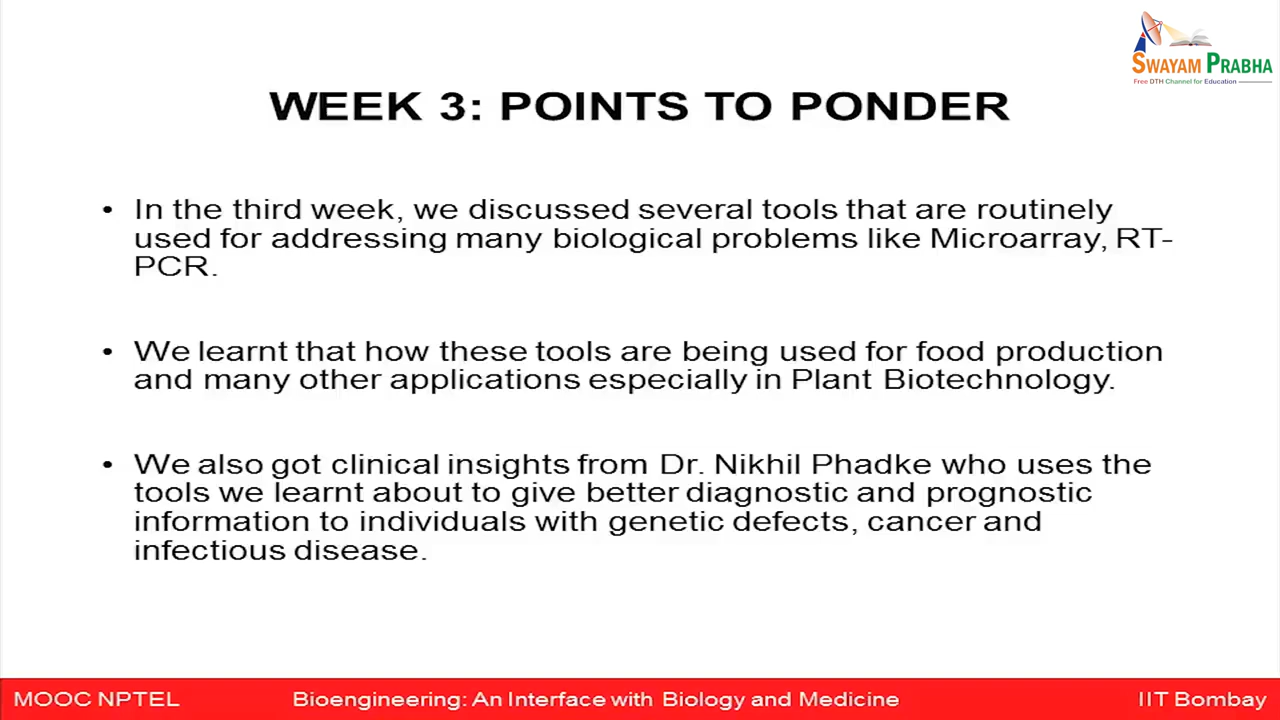 SWAYAM PRABHA
Free DTH Channel for Education
WEEK 3: POINTS TO PONDER
• In the third week, we discussed several tools that are routinely
used for addressing many biological problems like Microarray, RT-
PCR.
• We learnt that how these tools are being used for food production
and many other applications especially in Plant Biotechnology.
• We also got clinical insights from Dr. Nikhil Phadke who uses the
tools we learnt about to give better diagnostic and prognostic
information to individuals with genetic defects, cancer and
infectious disease.
MOOC NPTEL Bioengineering: An Interface with Biology and Medicine IIT Bombay